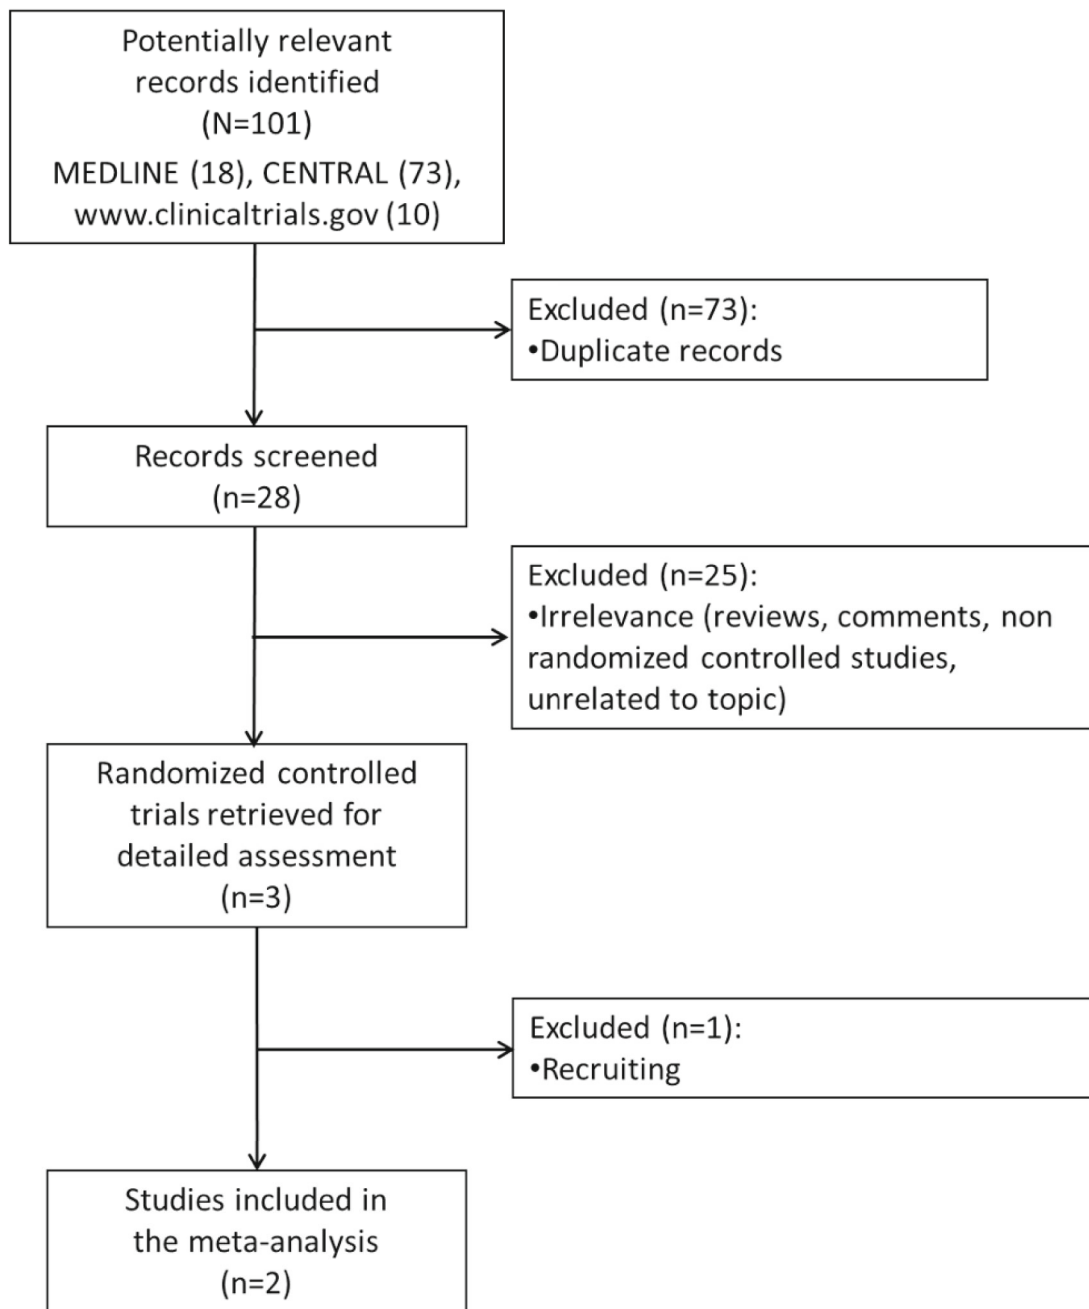 Potentially relevant
records identified
(N=101)
MEDLINE (18), CENTRAL (73),
www.clinicaltrials.gov (10)
Excluded (n=73):
•Duplicate records
Records screened
(n=28)
Excluded (n=25):
•Irrelevance (reviews, comments, non
randomized controlled studies,
unrelated to topic)
Randomized controlled
trials retrieved for
detailed assessment
(n=3)
Excluded (n=1):
•Recruiting
Studies included in
the meta-analysis
(n=2)